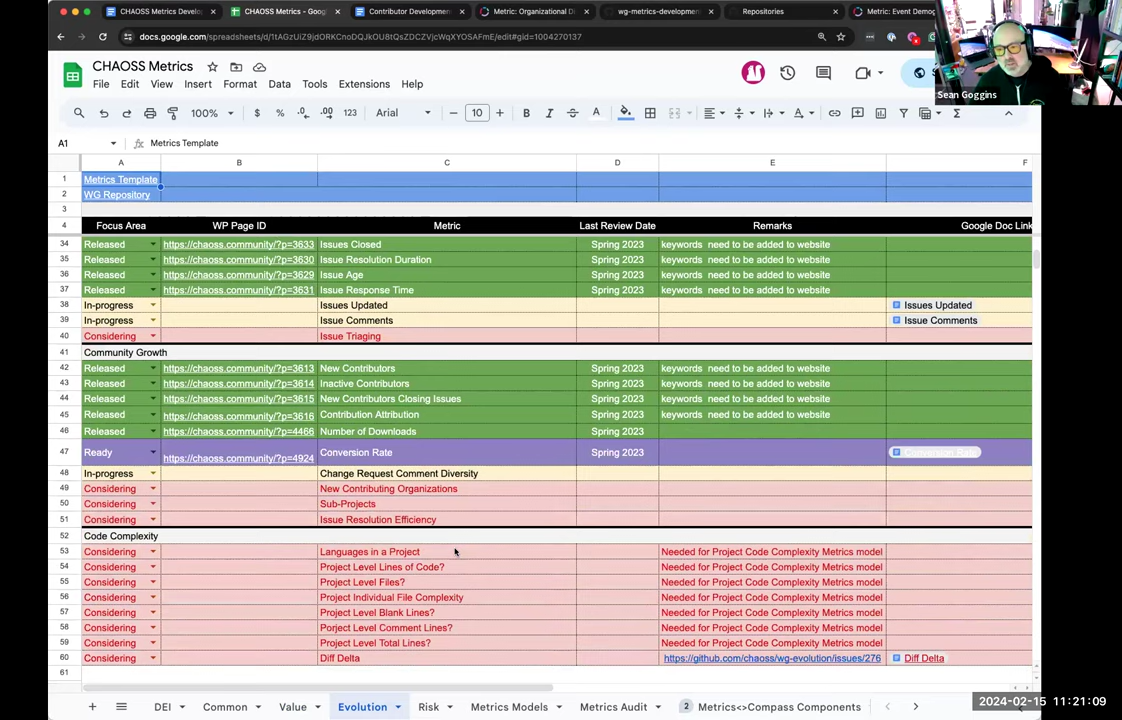 CHAOSS Metrics Develo
CHAOSS Metrics - Goog
Contributor Developmen
Metric: Organizational D
wg-metrics-developmen
Repositories
Metric: Event Demog
docs.google.com/spreadsheets/d/1tAGzUiZ9jdORKCnoDQJkOU8tQsZDCZVjcWqXYOSAFmE/edit#gid=1004270137
CHAOSS Metrics
File Edit View Insert Format Data Tools Extensions Help
100% $ % .0 .00 123 Arial 10 B I A Σ
Sean Goggins
A1 Metrics Template
A B C D E F
1 Metrics Template
2 WG Repository
3
4 Focus Area WP Page ID Metric Last Review Date Remarks Google Doc Link
34 Released https://chaoss.community/?p=3633 Issues Closed Spring 2023 keywords need to be added to website
35 Released https://chaoss.community/?p=3630 Issue Resolution Duration Spring 2023 keywords need to be added to website
36 Released https://chaoss.community/?p=3629 Issue Age Spring 2023 keywords need to be added to website
37 Released https://chaoss.community/?p=3631 Issue Response Time Spring 2023 keywords need to be added to website
38 In-progress Issues Updated Issues Updated
39 In-progress Issue Comments Issue Comments
40 Considering Issue Triaging
41 Community Growth
42 Released https://chaoss.community/?p=3613 New Contributors Spring 2023 keywords need to be added to website
43 Released https://chaoss.community/?p=3614 Inactive Contributors Spring 2023 keywords need to be added to website
44 Released https://chaoss.community/?p=3615 New Contributors Closing Issues Spring 2023 keywords need to be added to website
45 Released https://chaoss.community/?p=3616 Contribution Attribution Spring 2023 keywords need to be added to website
46 Released https://chaoss.community/?p=4466 Number of Downloads Spring 2023
47 Ready https://chaoss.community/?p=4924 Conversion Rate Spring 2023 Conversion Rate
48 In-progress Change Request Comment Diversity
49 Considering New Contributing Organizations
50 Considering Sub-Projects
51 Considering Issue Resolution Efficiency
52 Code Complexity
53 Considering Languages in a Project Needed for Project Code Complexity Metrics model
54 Considering Project Level Lines of Code? Needed for Project Code Complexity Metrics model
55 Considering Project Level Files? Needed for Project Code Complexity Metrics model
56 Considering Project Individual File Complexity Needed for Project Code Complexity Metrics model
57 Considering Project Level Blank Lines? Needed for Project Code Complexity Metrics model
58 Considering Porject Level Comment Lines? Needed for Project Code Complexity Metrics model
59 Considering Project Level Total Lines? Needed for Project Code Complexity Metrics model
60 Considering Diff Delta https://github.com/chaoss/wg-evolution/issues/276 Diff Delta
61
DEI Common Value Evolution Risk Metrics Models Metrics Audit 2 Metrics<>Compass Components
2024-02-15 11:21:09